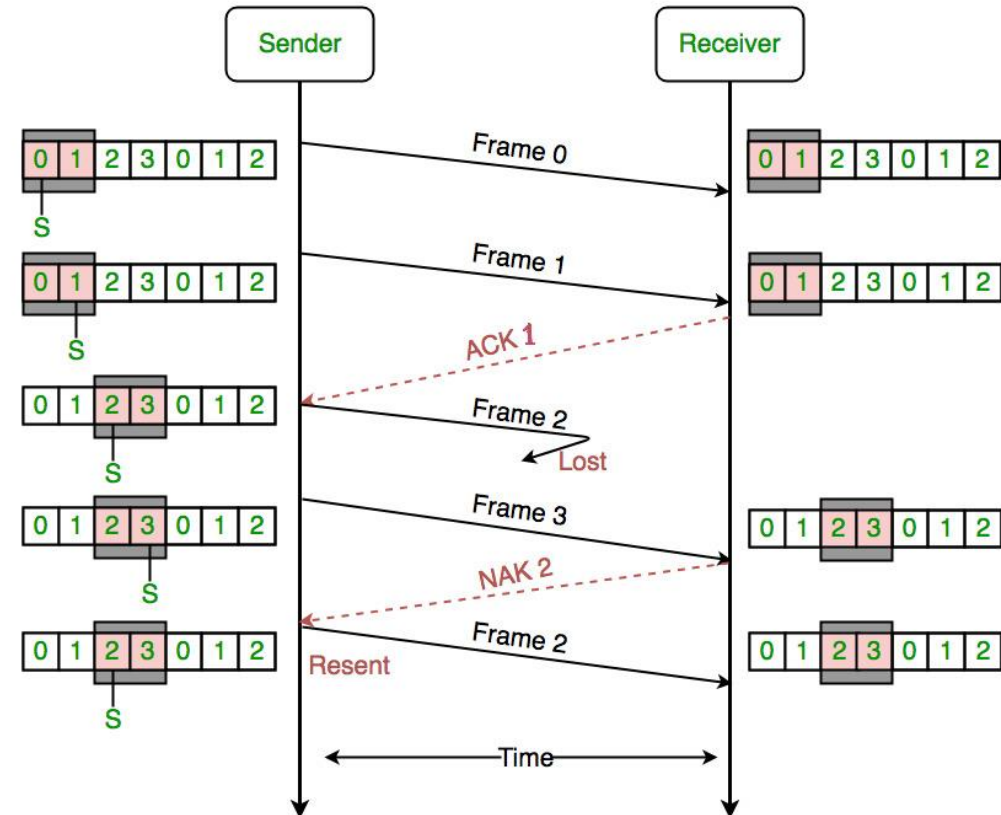 Sender
Receiver
0 1 2 3 0 1 2
Frame 0
0 1 2 3 0 1 2
S
0 1 2 3 0 1 2
Frame 1
0 1 2 3 0 1 2
S
ACK 1
0 1 2 3 0 1 2
Frame 2
Lost
S
0 1 2 3 0 1 2
Frame 3
0 1 2 3 0 1 2
S
NAK 2
0 1 2 3 0 1 2
Resent
Frame 2
0 1 2 3 0 1 2
S
Time